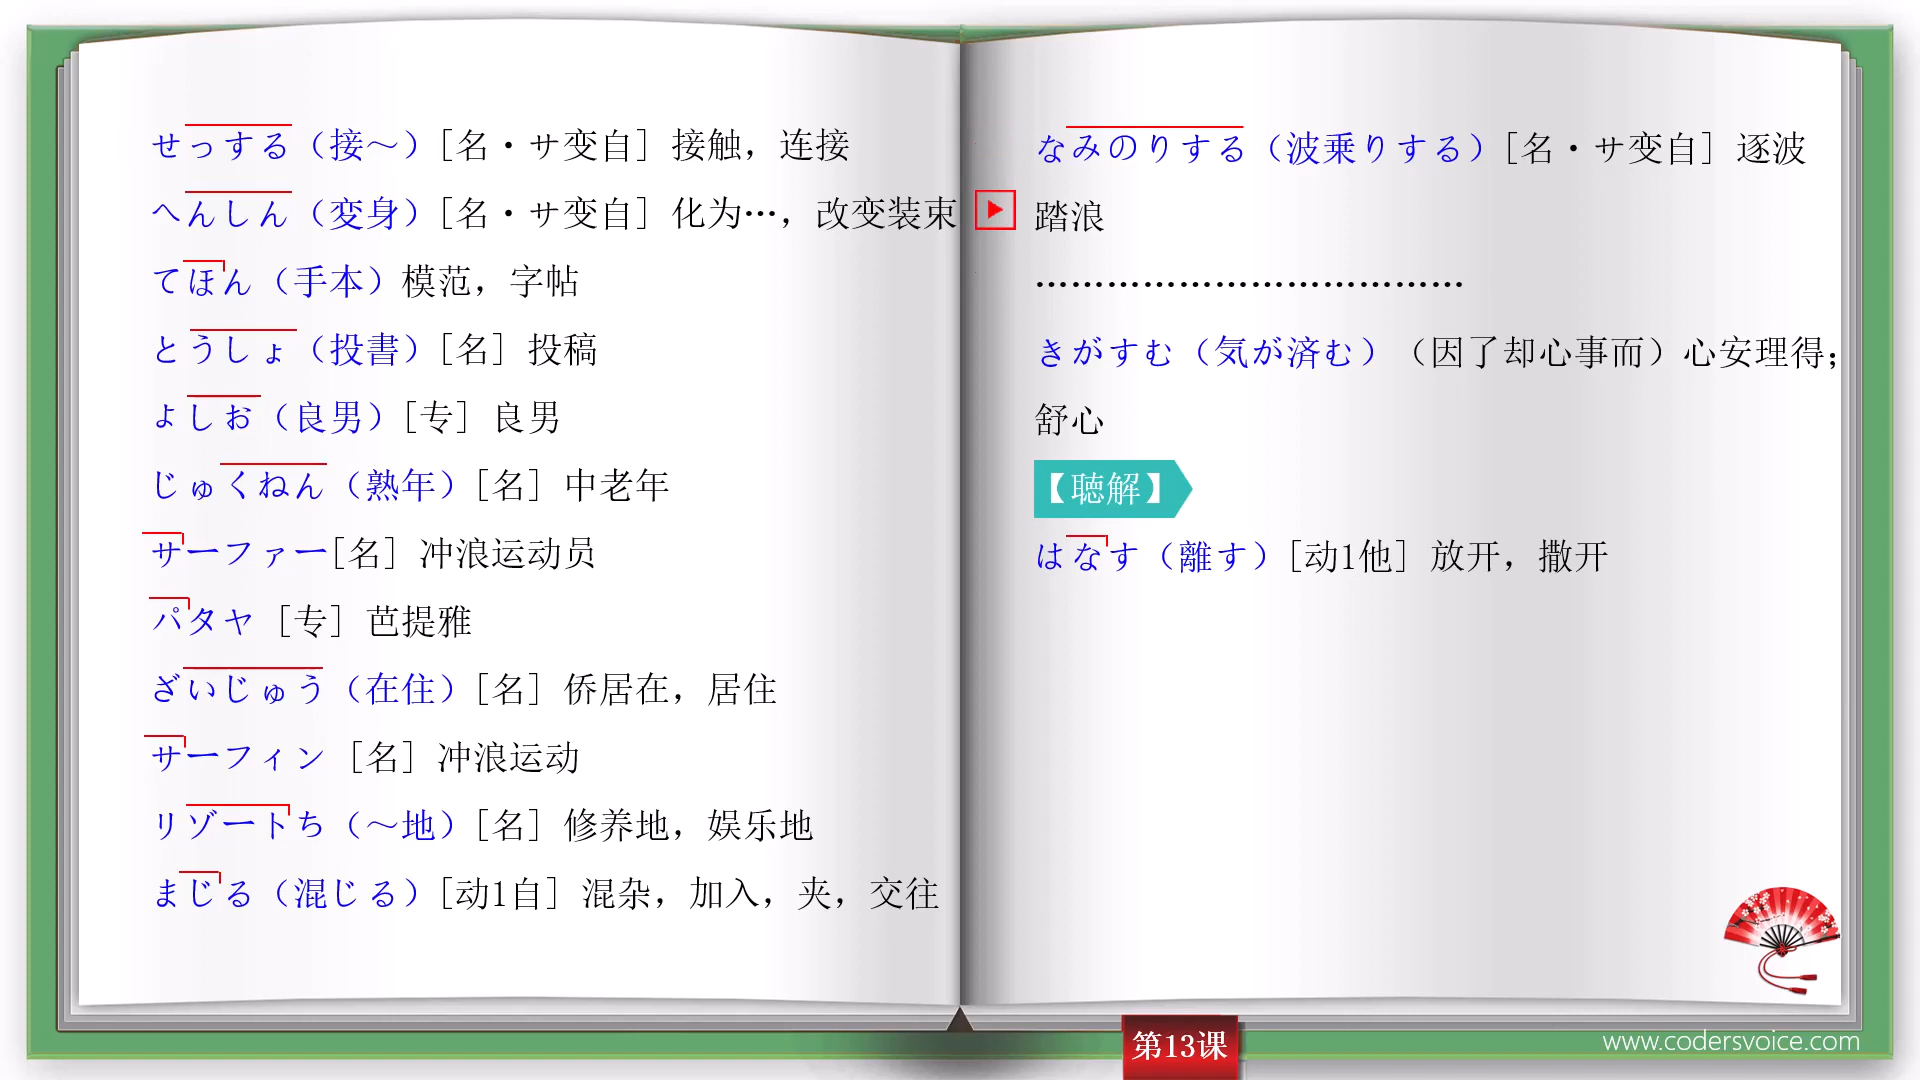 せっする（接～）[名・サ变自] 接触，连接
へんしん（変身）[名・サ变自] 化为…，改变装束
てほん（手本）模范，字帖
とうしょ（投書）[名] 投稿
よしお（良男）[专] 良男
じゅくねん（熟年）[名] 中老年
サーファー[名] 冲浪运动员
パタヤ [专] 芭提雅
ざいじゅう（在住）[名] 侨居在，居住
サーフィン [名] 冲浪运动
リゾートち（～地）[名] 修养地，娱乐地
まじる（混じる）[动1自] 混杂，加入，夹，交往
なみのりする（波乗りする）[名・サ变自] 逐波
踏浪
………………………………
きがすむ（気が済む）（因了却心事而）心安理得；
舒心
【聴解】
はなす（離す）[动1他] 放开，撒开
第13课
www.codersvoice.com